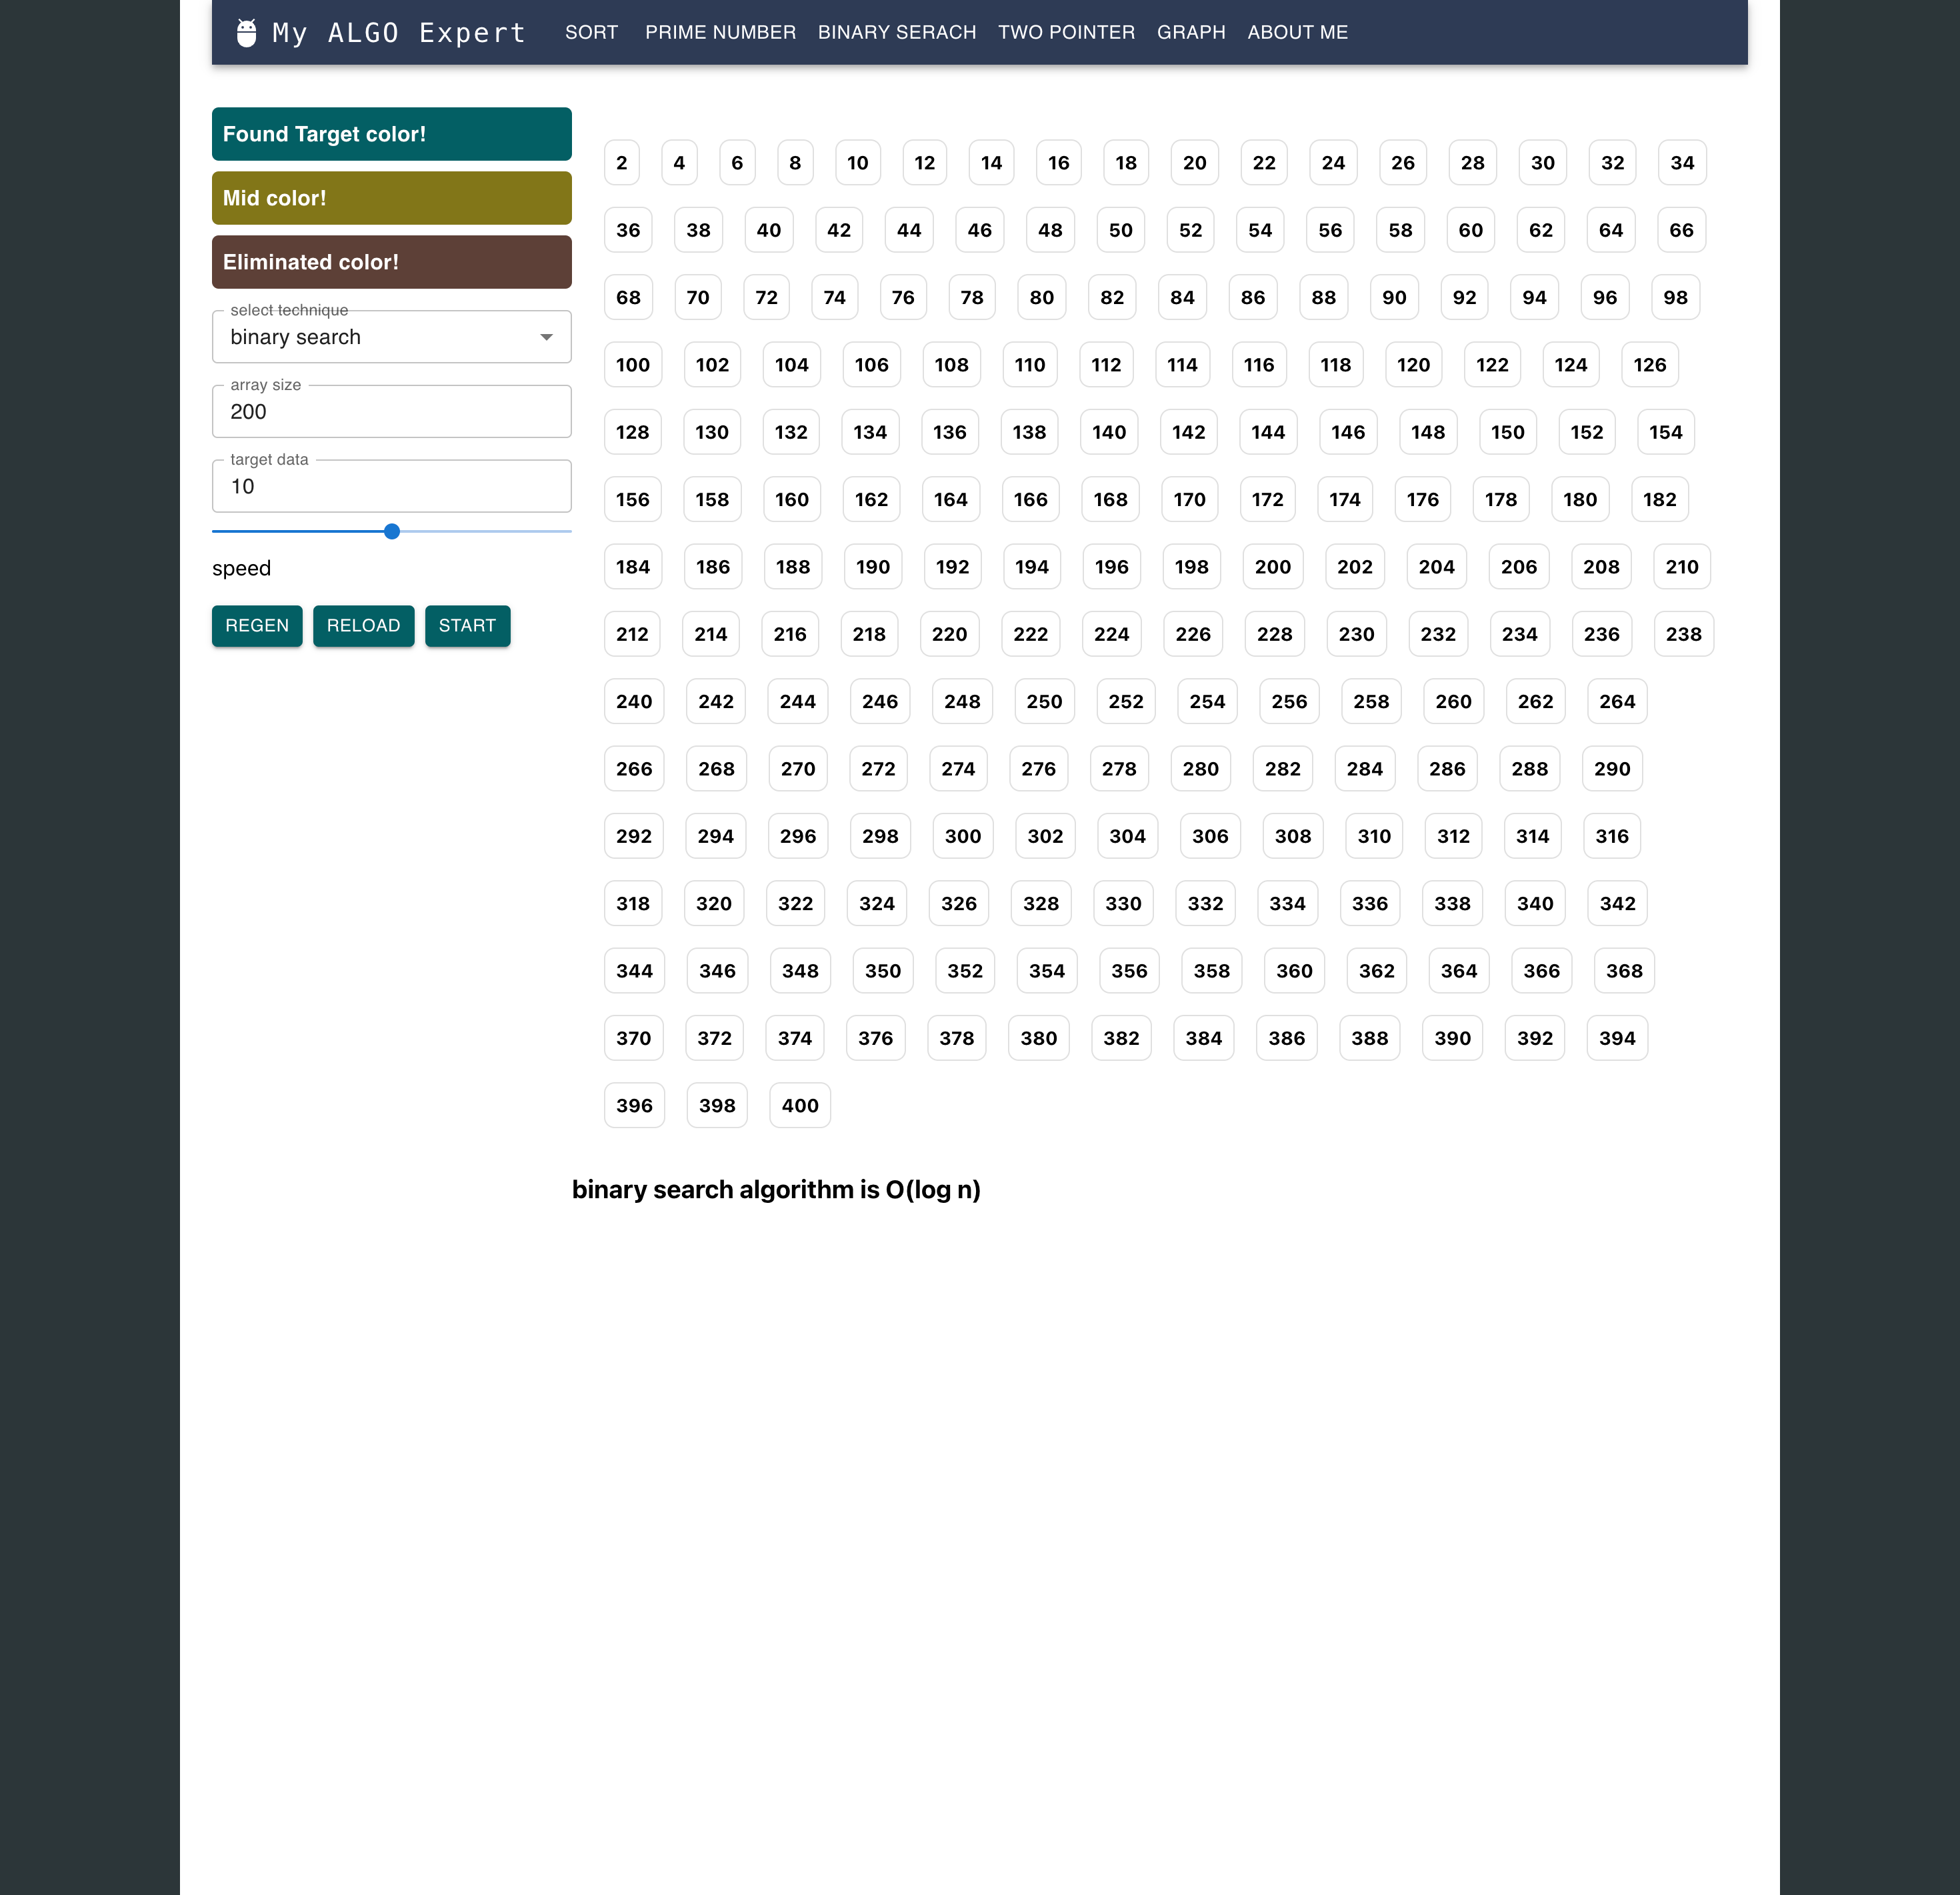 My ALGO Expert SORT PRIME NUMBER BINARY SERACH TWO POINTER GRAPH ABOUT ME
Found Target color!
Mid color!
Eliminated color!
select technique
binary search
array size
200
target data
10
speed
REGEN RELOAD START
2 4 6 8 10 12 14 16 18 20 22 24 26 28 30 32 34
36 38 40 42 44 46 48 50 52 54 56 58 60 62 64 66
68 70 72 74 76 78 80 82 84 86 88 90 92 94 96 98
100 102 104 106 108 110 112 114 116 118 120 122 124 126
128 130 132 134 136 138 140 142 144 146 148 150 152 154
156 158 160 162 164 166 168 170 172 174 176 178 180 182
184 186 188 190 192 194 196 198 200 202 204 206 208 210
212 214 216 218 220 222 224 226 228 230 232 234 236 238
240 242 244 246 248 250 252 254 256 258 260 262 264
266 268 270 272 274 276 278 280 282 284 286 288 290
292 294 296 298 300 302 304 306 308 310 312 314 316
318 320 322 324 326 328 330 332 334 336 338 340 342
344 346 348 350 352 354 356 358 360 362 364 366 368
370 372 374 376 378 380 382 384 386 388 390 392 394
396 398 400
binary search algorithm is O(log n)